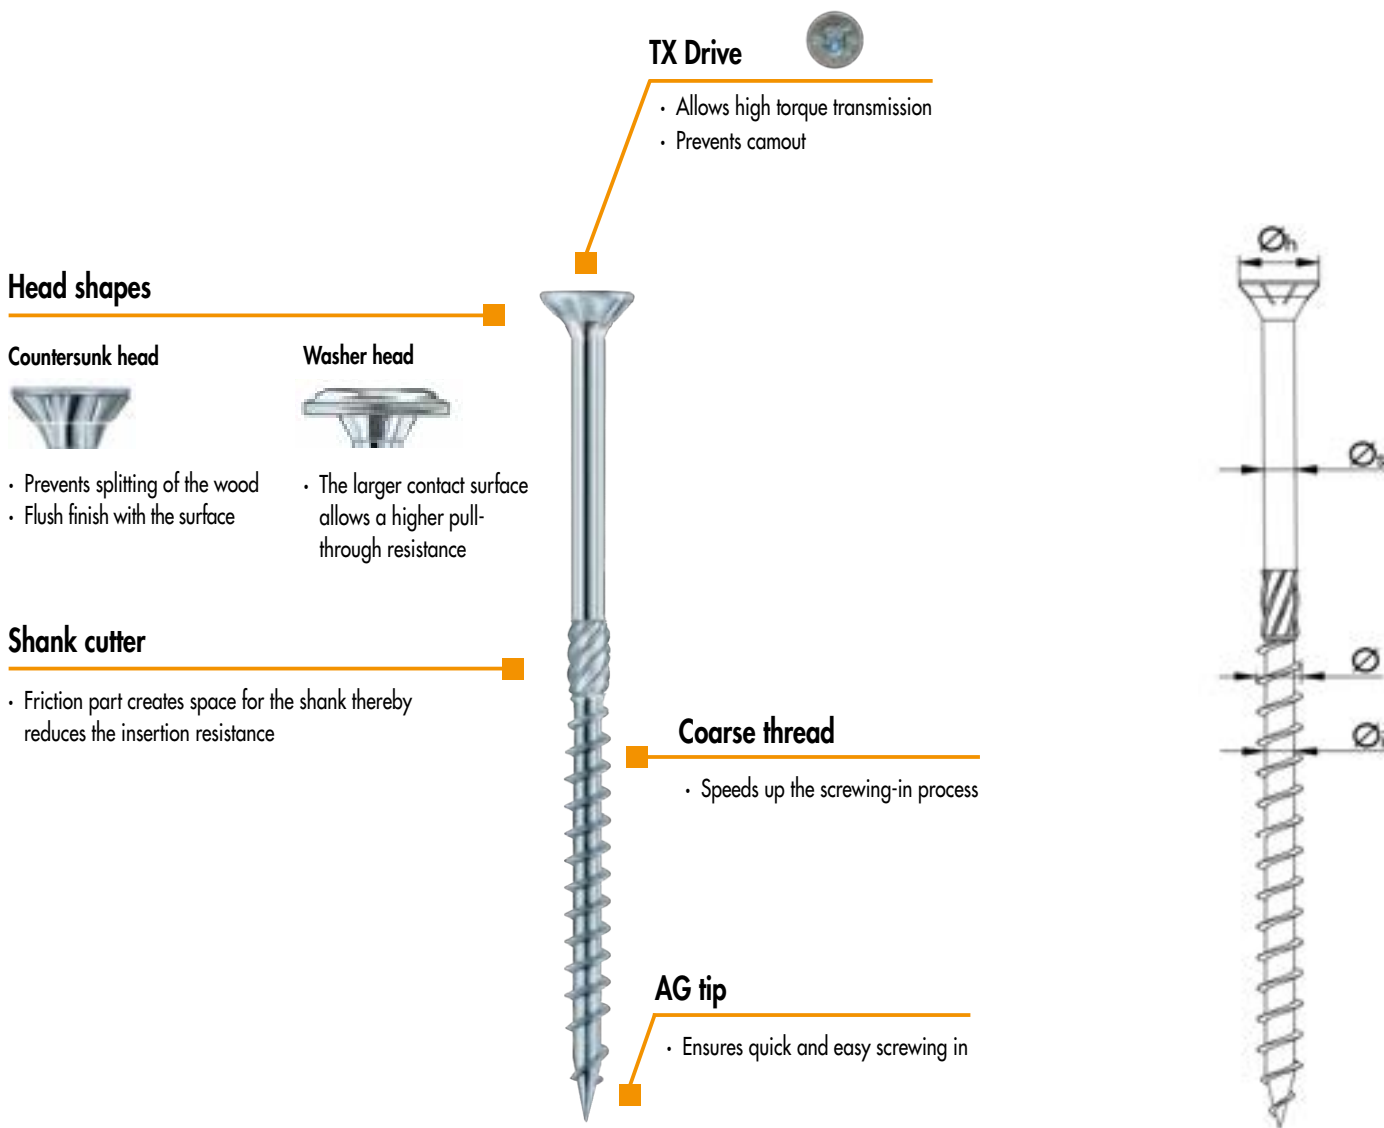 TX Drive
· Allows high torque transmission
· Prevents camout
Head shapes
Countersunk head
· Prevents splitting of the wood
· Flush finish with the surface
Washer head
· The larger contact surface
allows a higher pull-
through resistance
Shank cutter
· Friction part creates space for the shank thereby
reduces the insertion resistance
Coarse thread
· Speeds up the screwing-in process
AG tip
· Ensures quick and easy screwing in
Øh
Ø
Ø
Ø